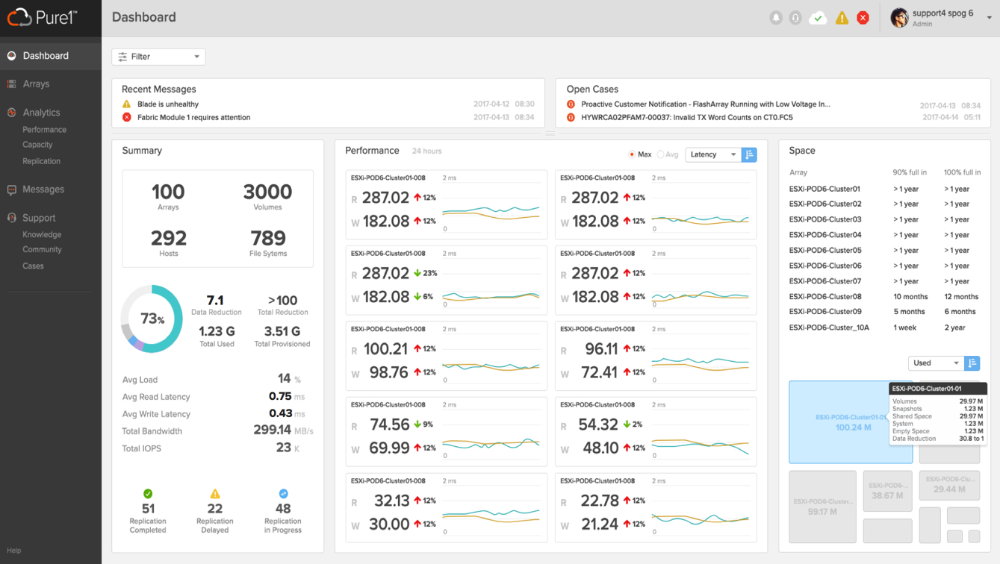 Pure1™
Dashboard
support4 spog 6
Admin
Dashboard
Arrays
Analytics
Performance
Capacity
Replication
Messages
Support
Knowledge
Community
Cases
Help
Filter
Recent Messages
Blade is unhealthy 2017-04-12 08:30
Fabric Module 1 requires attention 2017-04-13 08:34
Open Cases
Proactive Customer Notification - FlashArray Running with Low Voltage In... 2017-04-13 08:34
HYWRCA02PFAM7-00037: Invalid TX Word Counts on CT0.FC5 2017-04-14 05:11
Summary
100 3000
Arrays Volumes
292 789
Hosts File Sytems
73%
7.1 >100
Data Reduction Total Reduction
1.23 G 3.51 G
Total Used Total Provisioned
Avg Load 14 %
Avg Read Latency 0.75 ms
Avg Write Latency 0.43 ms
Total Bandwidth 299.14 MB/s
Total IOPS 23 K
51 22 48
Replication Replication Replication
Completed Delayed in Progress
Performance 24 hours
Max Avg Latency
ESXi-POD6-Cluster01-008 2 ms
R 287.02 12%
W 182.08 12%
0
ESXi-POD6-Cluster01-008 2 ms
R 287.02 12%
W 182.08 12%
0
ESXi-POD6-Cluster01-008 2 ms
R 287.02 23%
W 182.08 6%
0
ESXi-POD6-Cluster01-008 2 ms
R 287.02 12%
W 182.08 12%
0
ESXi-POD6-Cluster01-008 2 ms
R 100.21 12%
W 98.76 12%
0
ESXi-POD6-Cluster01-008 2 ms
R 96.11 12%
W 72.41 12%
0
ESXi-POD6-Cluster01-008 2 ms
R 74.56 9%
W 69.99 12%
0
ESXi-POD6-Cluster01-008 2 ms
R 54.32 2%
W 48.10 12%
0
ESXi-POD6-Cluster01-008 2 ms
R 32.13 12%
W 30.00 12%
0
ESXi-POD6-Cluster01-008 2 ms
R 22.78 12%
W 21.24 12%
0
Space
Array 90% full in 100% full in
ESXi-POD6-Cluster01 > 1 year > 1 year
ESXi-POD6-Cluster02 > 1 year > 1 year
ESXi-POD6-Cluster03 > 1 year > 1 year
ESXi-POD6-Cluster04 > 1 year > 1 year
ESXi-POD6-Cluster05 > 1 year > 1 year
ESXi-POD6-Cluster06 > 1 year > 1 year
ESXi-POD6-Cluster07 > 1 year > 1 year
ESXi-POD6-Cluster08 10 months 12 months
ESXi-POD6-Cluster09 5 months 6 months
ESXi-POD6-Cluster_10A 1 week 2 year
Used
ESXi-POD6-Cluster01-01
100.24 M
ESXi-POD6-Cluster01-01
Volumes 29.97 M
Snapshots 1.23 M
Shared Space 29.97 M
System 1.23 M
Empty Space 1.23 M
Data Reduction 30.8 to 1
ESXi-POD6-Cluster...
59.17 M
ESXi-POD6-...
38.67 M
ESXi-POD6-Clu...
29.44 M